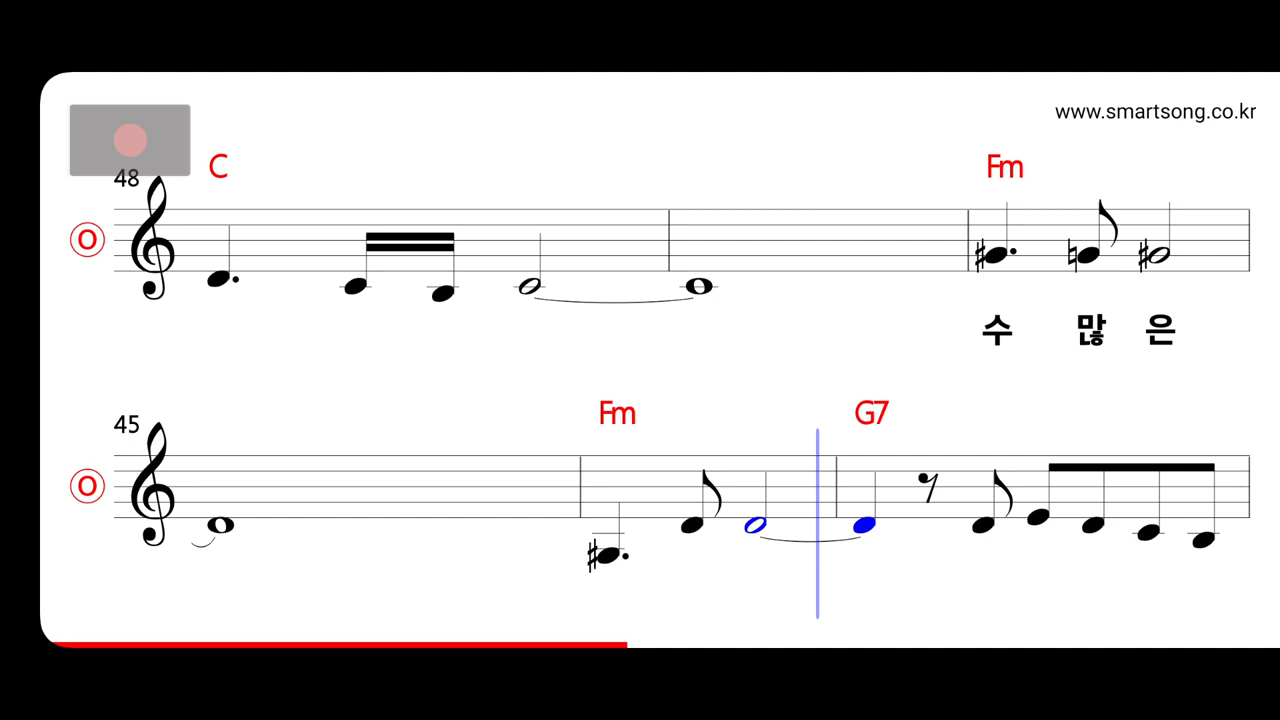 www.smartsong.co.kr
48 C Fm
O
수 많 은
45 Fm G7
O